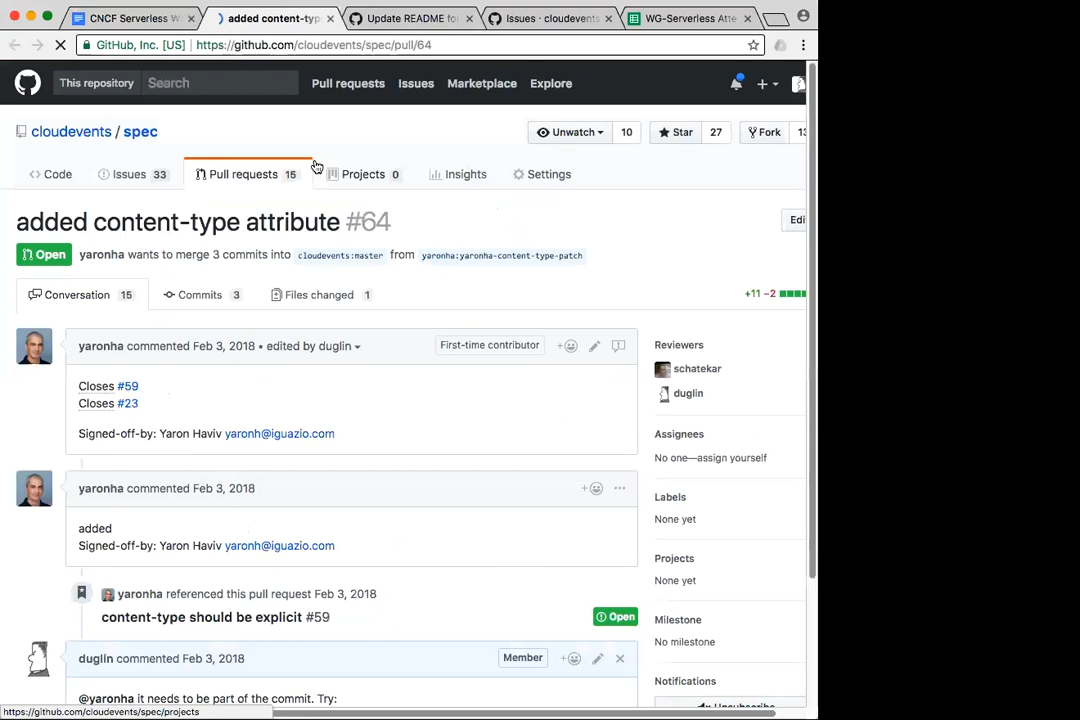 CNCF Serverless W
added content-typ
Update README for
Issues · cloudevents
WG-Serverless Atte
GitHub, Inc. [US]
https://github.com/cloudevents/spec/pull/64
This repository
Search
Pull requests
Issues
Marketplace
Explore
cloudevents / spec
Unwatch 10
Star 27
Fork 13
Code
Issues 33
Pull requests 15
Projects 0
Insights
Settings
added content-type attribute #64
Edi
Open
yaronha wants to merge 3 commits into cloudevents:master from yaronha:yaronha-content-type-patch
Conversation 15
Commits 3
Files changed 1
+11 −2
yaronha commented Feb 3, 2018 • edited by duglin
First-time contributor
Closes #59
Closes #23
Signed-off-by: Yaron Haviv yaronh@iguazio.com
yaronha commented Feb 3, 2018
added
Signed-off-by: Yaron Haviv yaronh@iguazio.com
yaronha referenced this pull request Feb 3, 2018
content-type should be explicit #59
Open
duglin commented Feb 3, 2018
Member
@yaronha it needs to be part of the commit. Try:
Reviewers
schatekar
duglin
Assignees
No one—assign yourself
Labels
None yet
Projects
None yet
Milestone
No milestone
Notifications
Unsubscribe
https://github.com/cloudevents/spec/projects